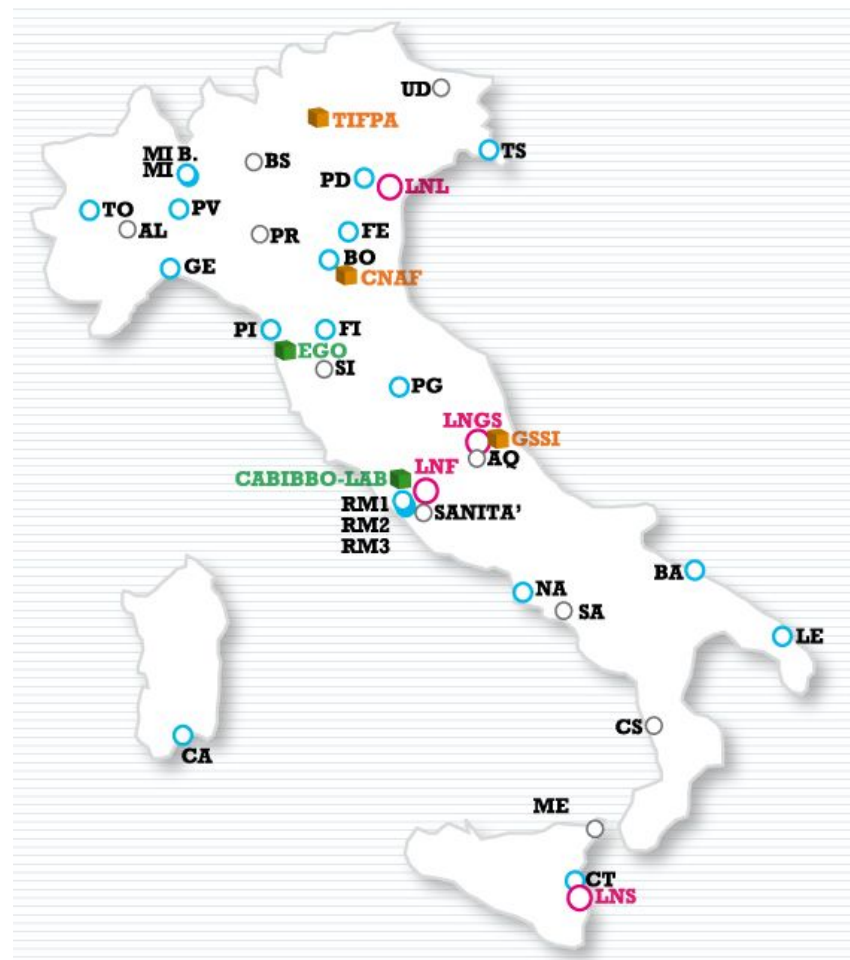 UD
TIFPA
MI B.
MI
BS
TS
PD
LNL
TO
PV
AL
PR
FE
BO
GE
CNAF
PI
FI
EGO
SI
PG
LNGS
GSSI
AQ
LNF
CABIBBO-LAB
RM1
RM2
RM3
SANITA'
BA
NA
SA
LE
CS
CA
ME
CT
LNS